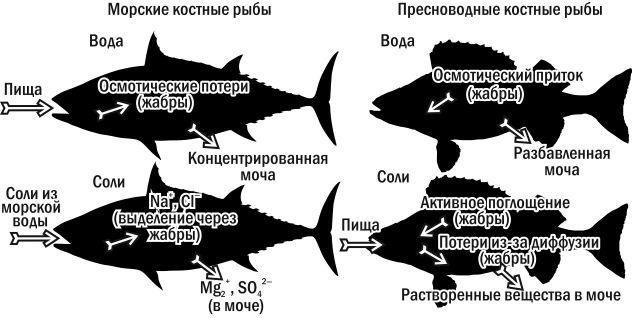 Морские костные рыбы
Вода
Пища
Осмотические потери
(жабры)
Концентрированная
моча
Соли
Соли из
морской
воды
Na⁺, Cl⁻
(выделение через
жабры)
Mg₂⁺, SO₄²⁻
(в моче)
Пресноводные костные рыбы
Вода
Осмотический приток
(жабры)
Разбавленная
моча
Соли
Пища
Активное поглощение
(жабры)
Потери из-за диффузии
(жабры)
Растворенные вещества в моче